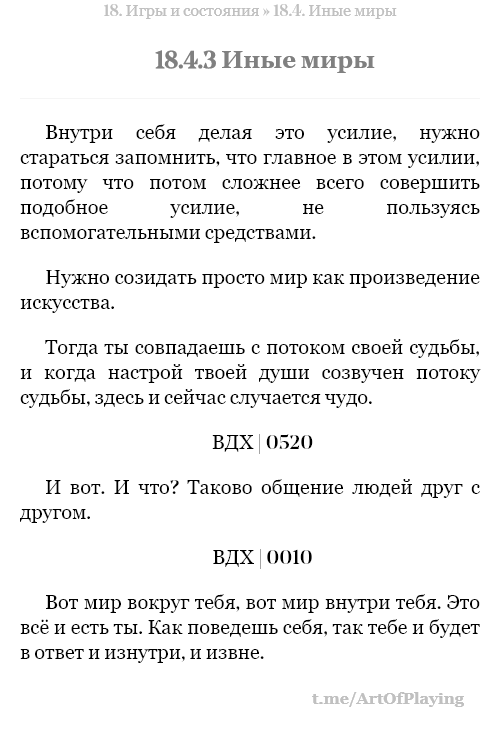 18. Игры и состояния » 18.4. Иные миры
18.4.3 Иные миры
Внутри себя делая это усилие, нужно
стараться запомнить, что главное в этом усилии,
потому что потом сложнее всего совершить
подобное усилие, не пользуясь
вспомогательными средствами.
Нужно созидать просто мир как произведение
искусства.
Тогда ты совпадаешь с потоком своей судьбы,
и когда настрой твоей души созвучен потоку
судьбы, здесь и сейчас случается чудо.
ВДХ | 0520
И вот. И что? Таково общение людей друг с
другом.
ВДХ | 0010
Вот мир вокруг тебя, вот мир внутри тебя. Это
всё и есть ты. Как поведешь себя, так тебе и будет
в ответ и изнутри, и извне.
t.me/ArtOfPlaying